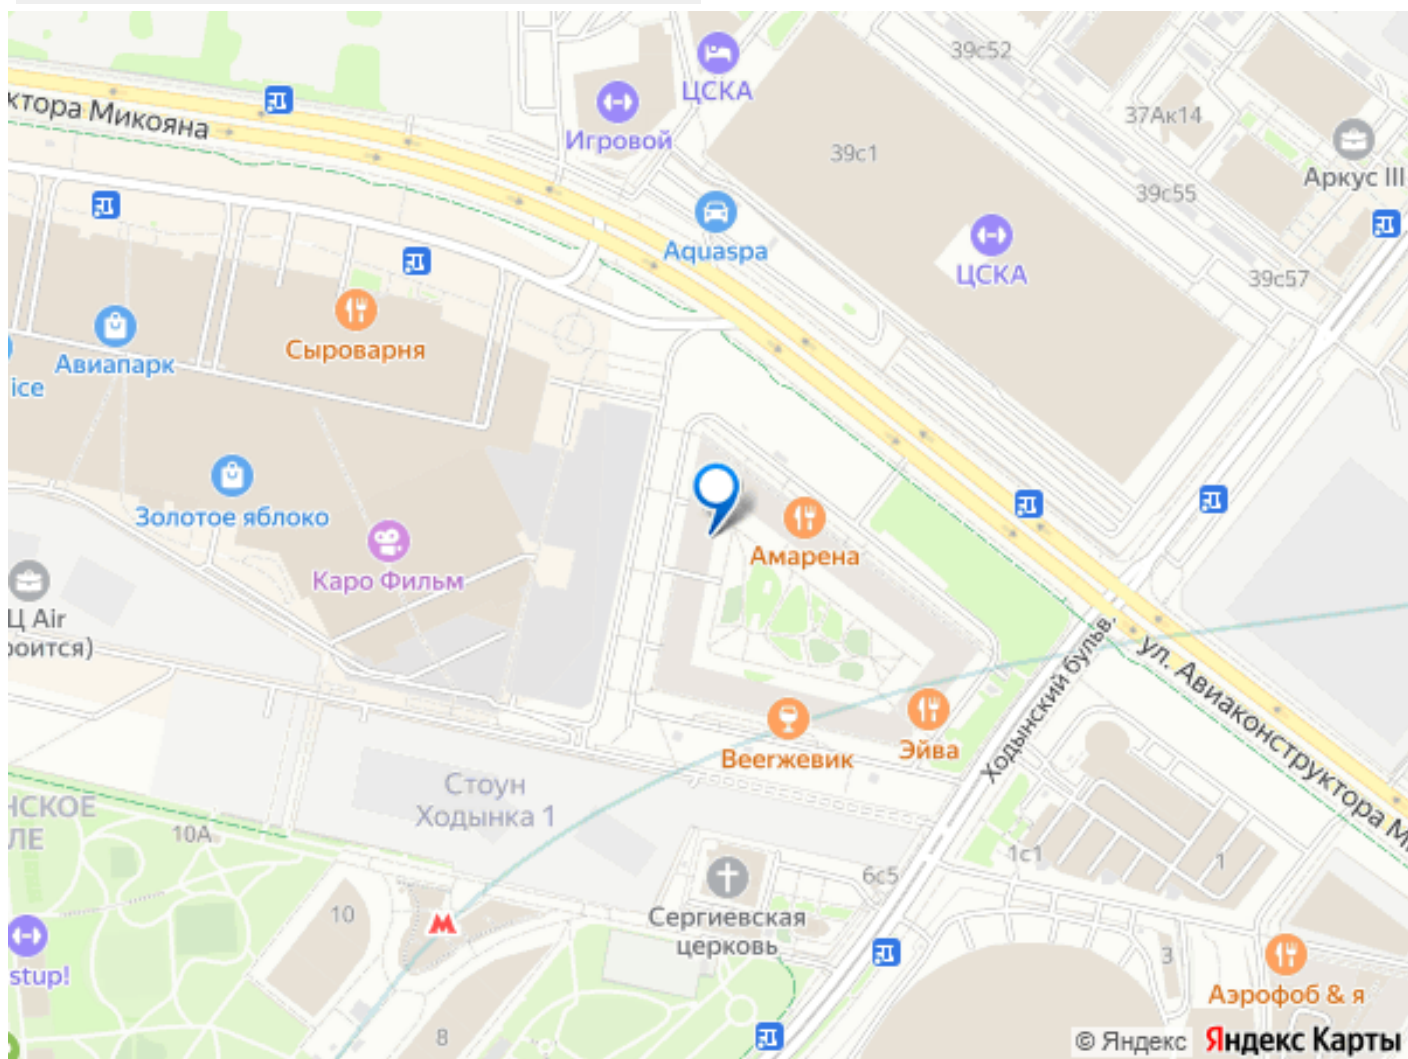 39с52
ЦСКА
37Ак14
ктора Микояна
Игровой
39с1
Аркус III
39с55
Aquaspa
ЦСКА
39с57
Сыроварня
Авиапарк
ice
Золотое яблоко
Амарена
Каро Фильм
Ц Air
роится)
Ходынский бульв.
ул. Авиаконструктора М
Эйва
Beerжевик
Стоун
Ходынка 1
НСКОЕ
ЛЕ
10А
1с1
1
6с5
10
Сергиевская
церковь
3
stup!
Аэрофоб & я
8
© Яндекс Яндекс Карты